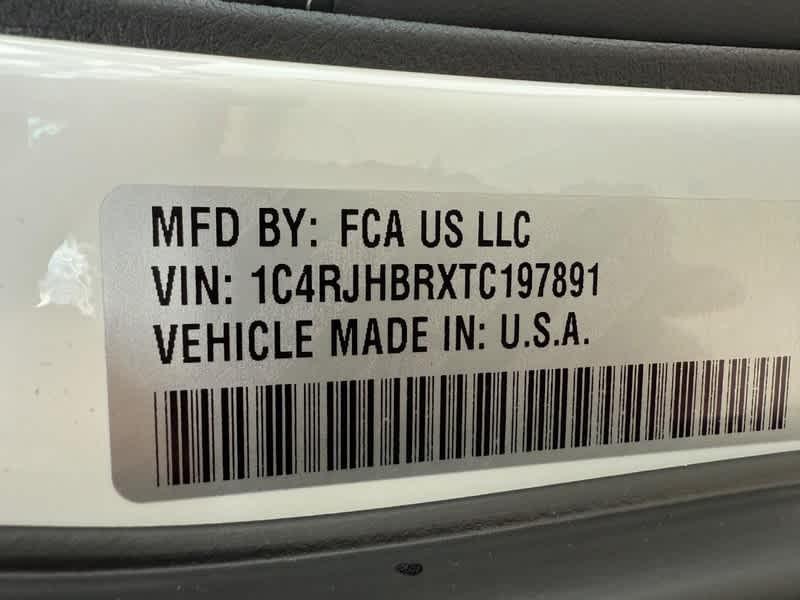 MFD BY: FCA US LLC
VIN: 1C4RJHBRXTC197891
VEHICLE MADE IN: U.S.A.